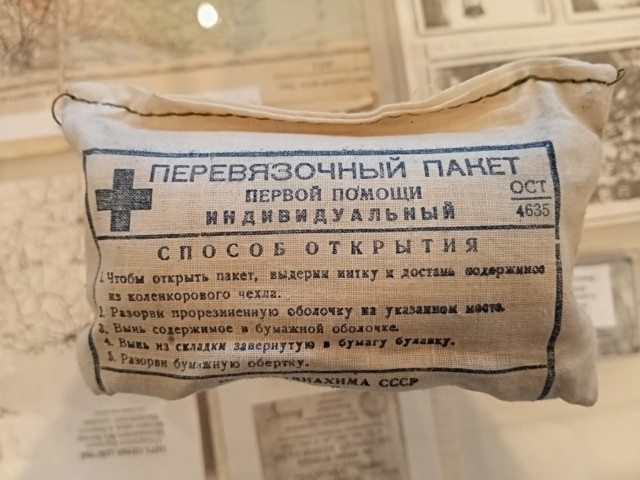 ПЕРЕВЯЗОЧНЫЙ ПАКЕТ
ПЕРВОЙ ПОМОЩИ
ИНДИВИДУАЛЬНЫЙ
ОСТ
4635
СПОСОБ ОТКРЫТИЯ
1. Чтобы открыть пакет, выдерни нитку и достань содержимое
из коленкорового чехла.
2. Разорви прорезиненную оболочку на указанном месте.
3. Вынь содержимое в бумажной оболочке.
4. Вынь из складки завернутую в бумагу булавку.
5. Разорви бумажную обертку.
СССР